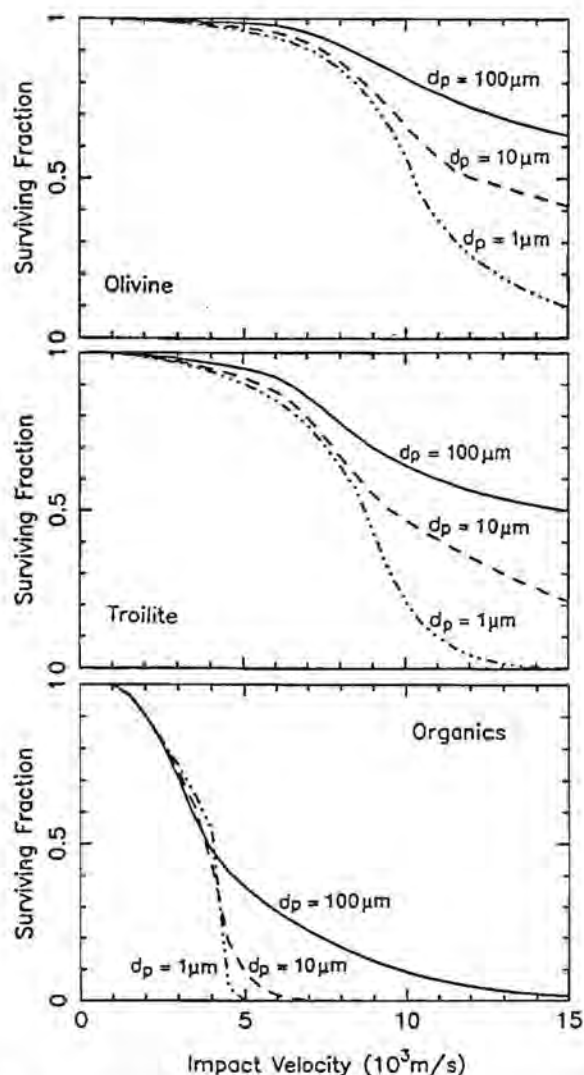 1
Surviving Fraction
0.5
dp = 100μm
dp = 10μm
dp = 1μm
Olivine
0
1
Surviving Fraction
0.5
dp = 100μm
dp = 10μm
dp = 1μm
Troilite
0
1
Organics
Surviving Fraction
0.5
dp = 100μm
dp = 1μm
dp = 10μm
0
0 5 10 15
Impact Velocity (10³m/s)